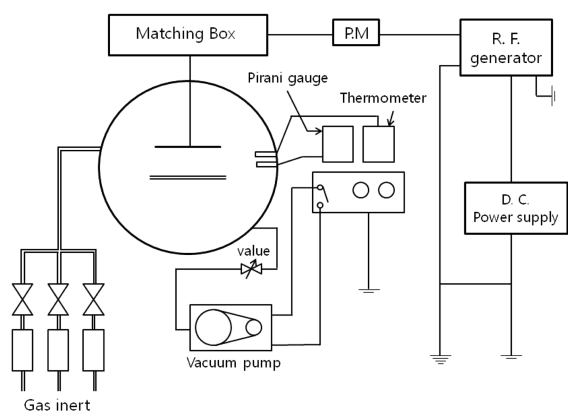 Matching Box
P.M
R. F.
generator
Pirani gauge
Thermometer
D. C.
Power supply
value
Vacuum pump
Gas inert